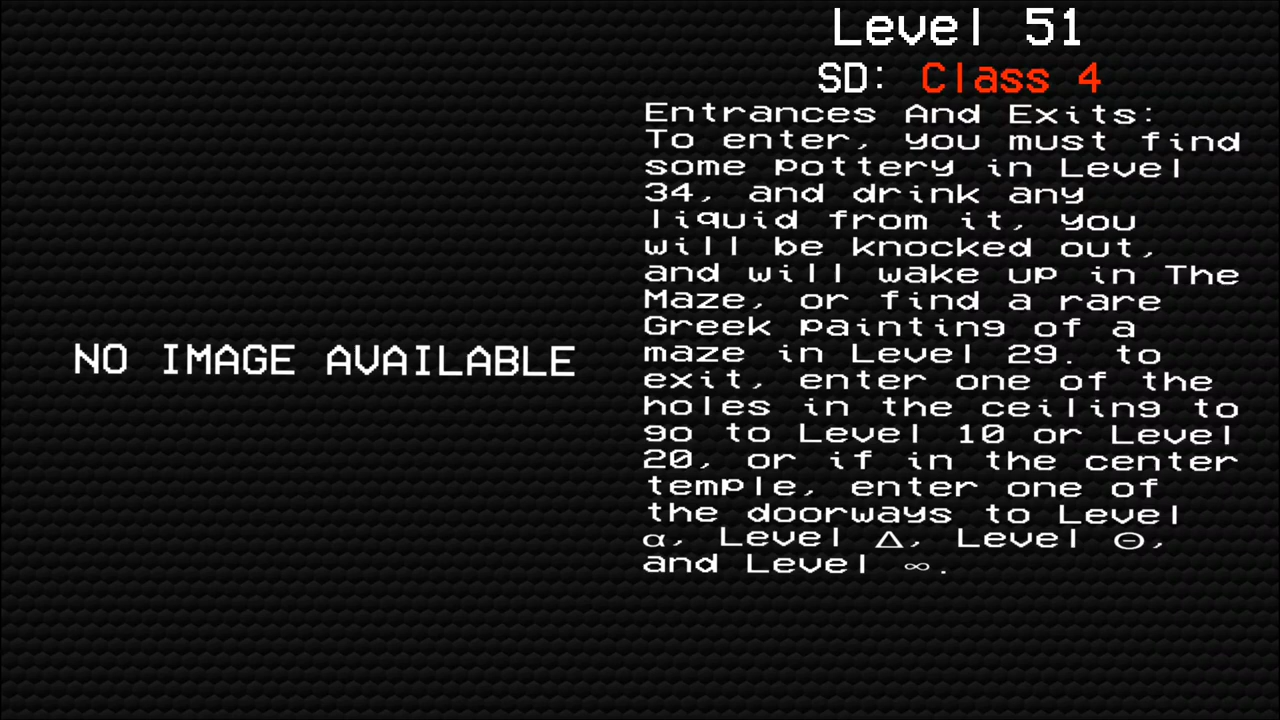 Level 51
SD: Class 4
Entrances And Exits:
To enter, you must find
some pottery in Level
34, and drink any
liquid from it, you
will be knocked out,
and will wake up in The
Maze, or find a rare
Greek painting of a
maze in Level 29. to
exit, enter one of the
holes in the ceiling to
go to Level 10 or Level
20, or if in the center
temple, enter one of
the doorways to Level
α, Level Δ, Level Θ,
and Level ∞.
NO IMAGE AVAILABLE